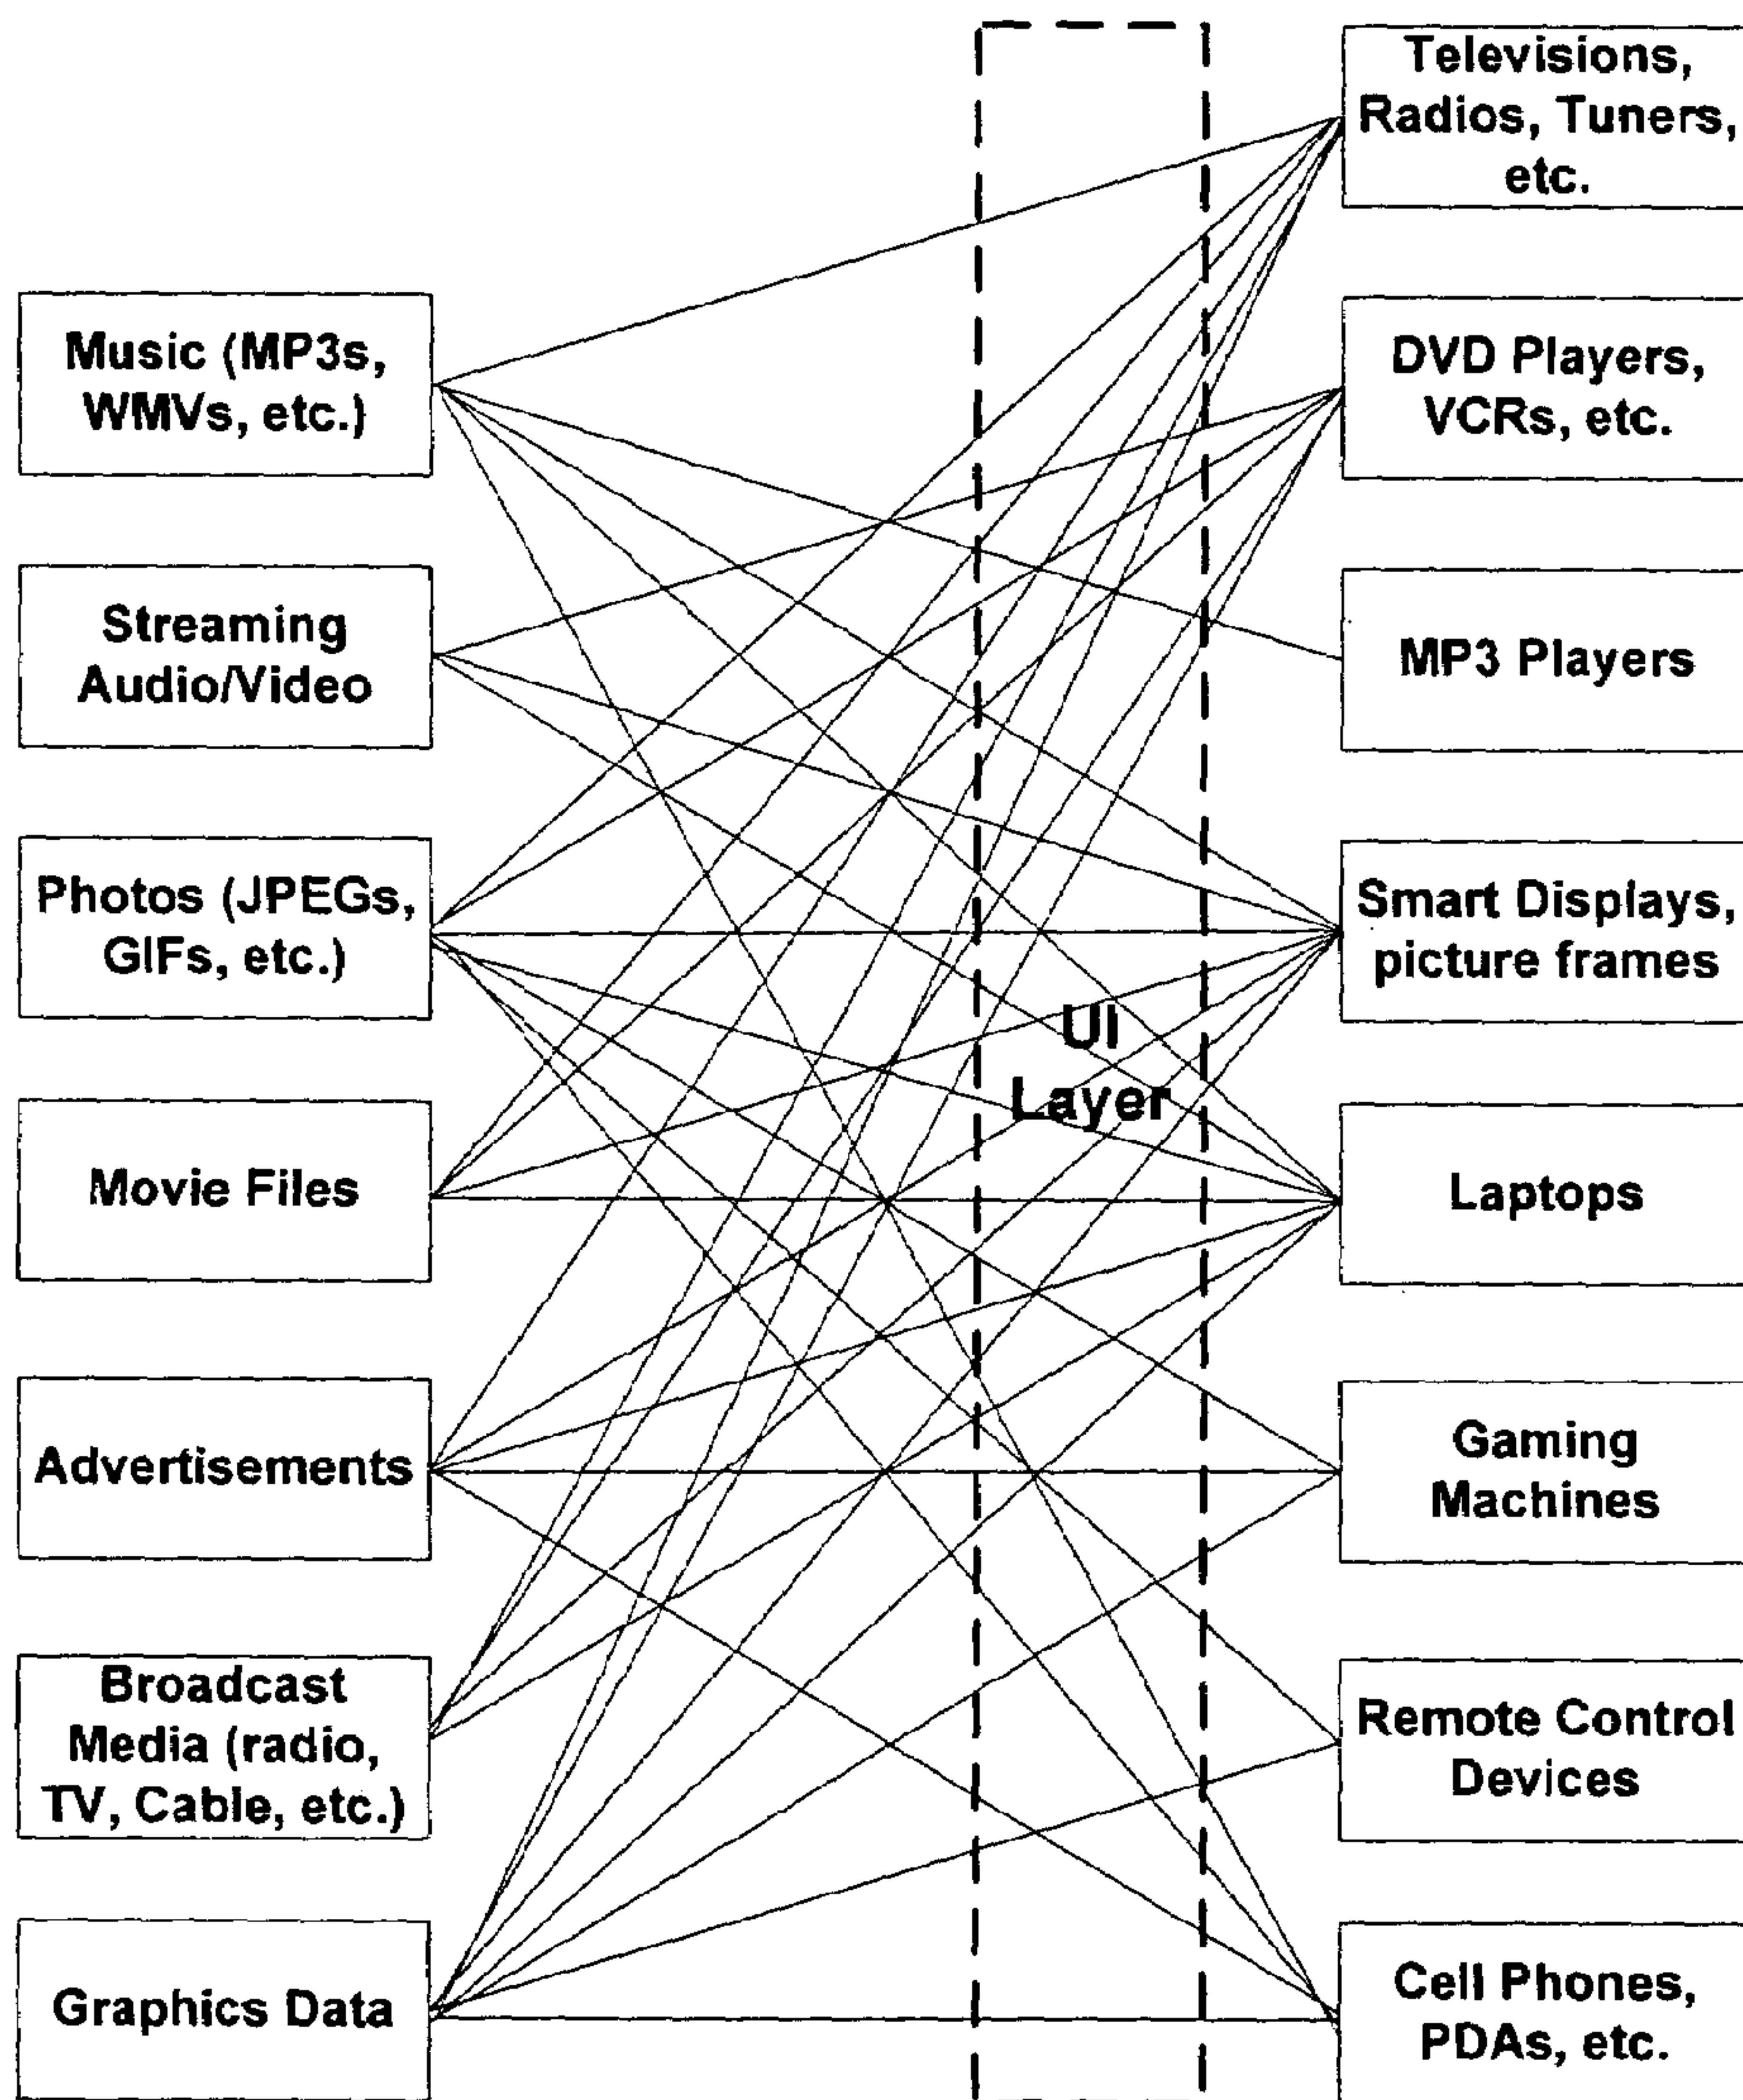 Music (MP3s,
WMVs, etc.)
Streaming
Audio/Video
Photos (JPEGs,
GIFs, etc.)
Movie Files
Advertisements
Broadcast
Media (radio,
TV, Cable, etc.)
Graphics Data
UI
Layer
Televisions,
Radios, Tuners,
etc.
DVD Players,
VCRs, etc.
MP3 Players
Smart Displays,
picture frames
Laptops
Gaming
Machines
Remote Control
Devices
Cell Phones,
PDAs, etc.